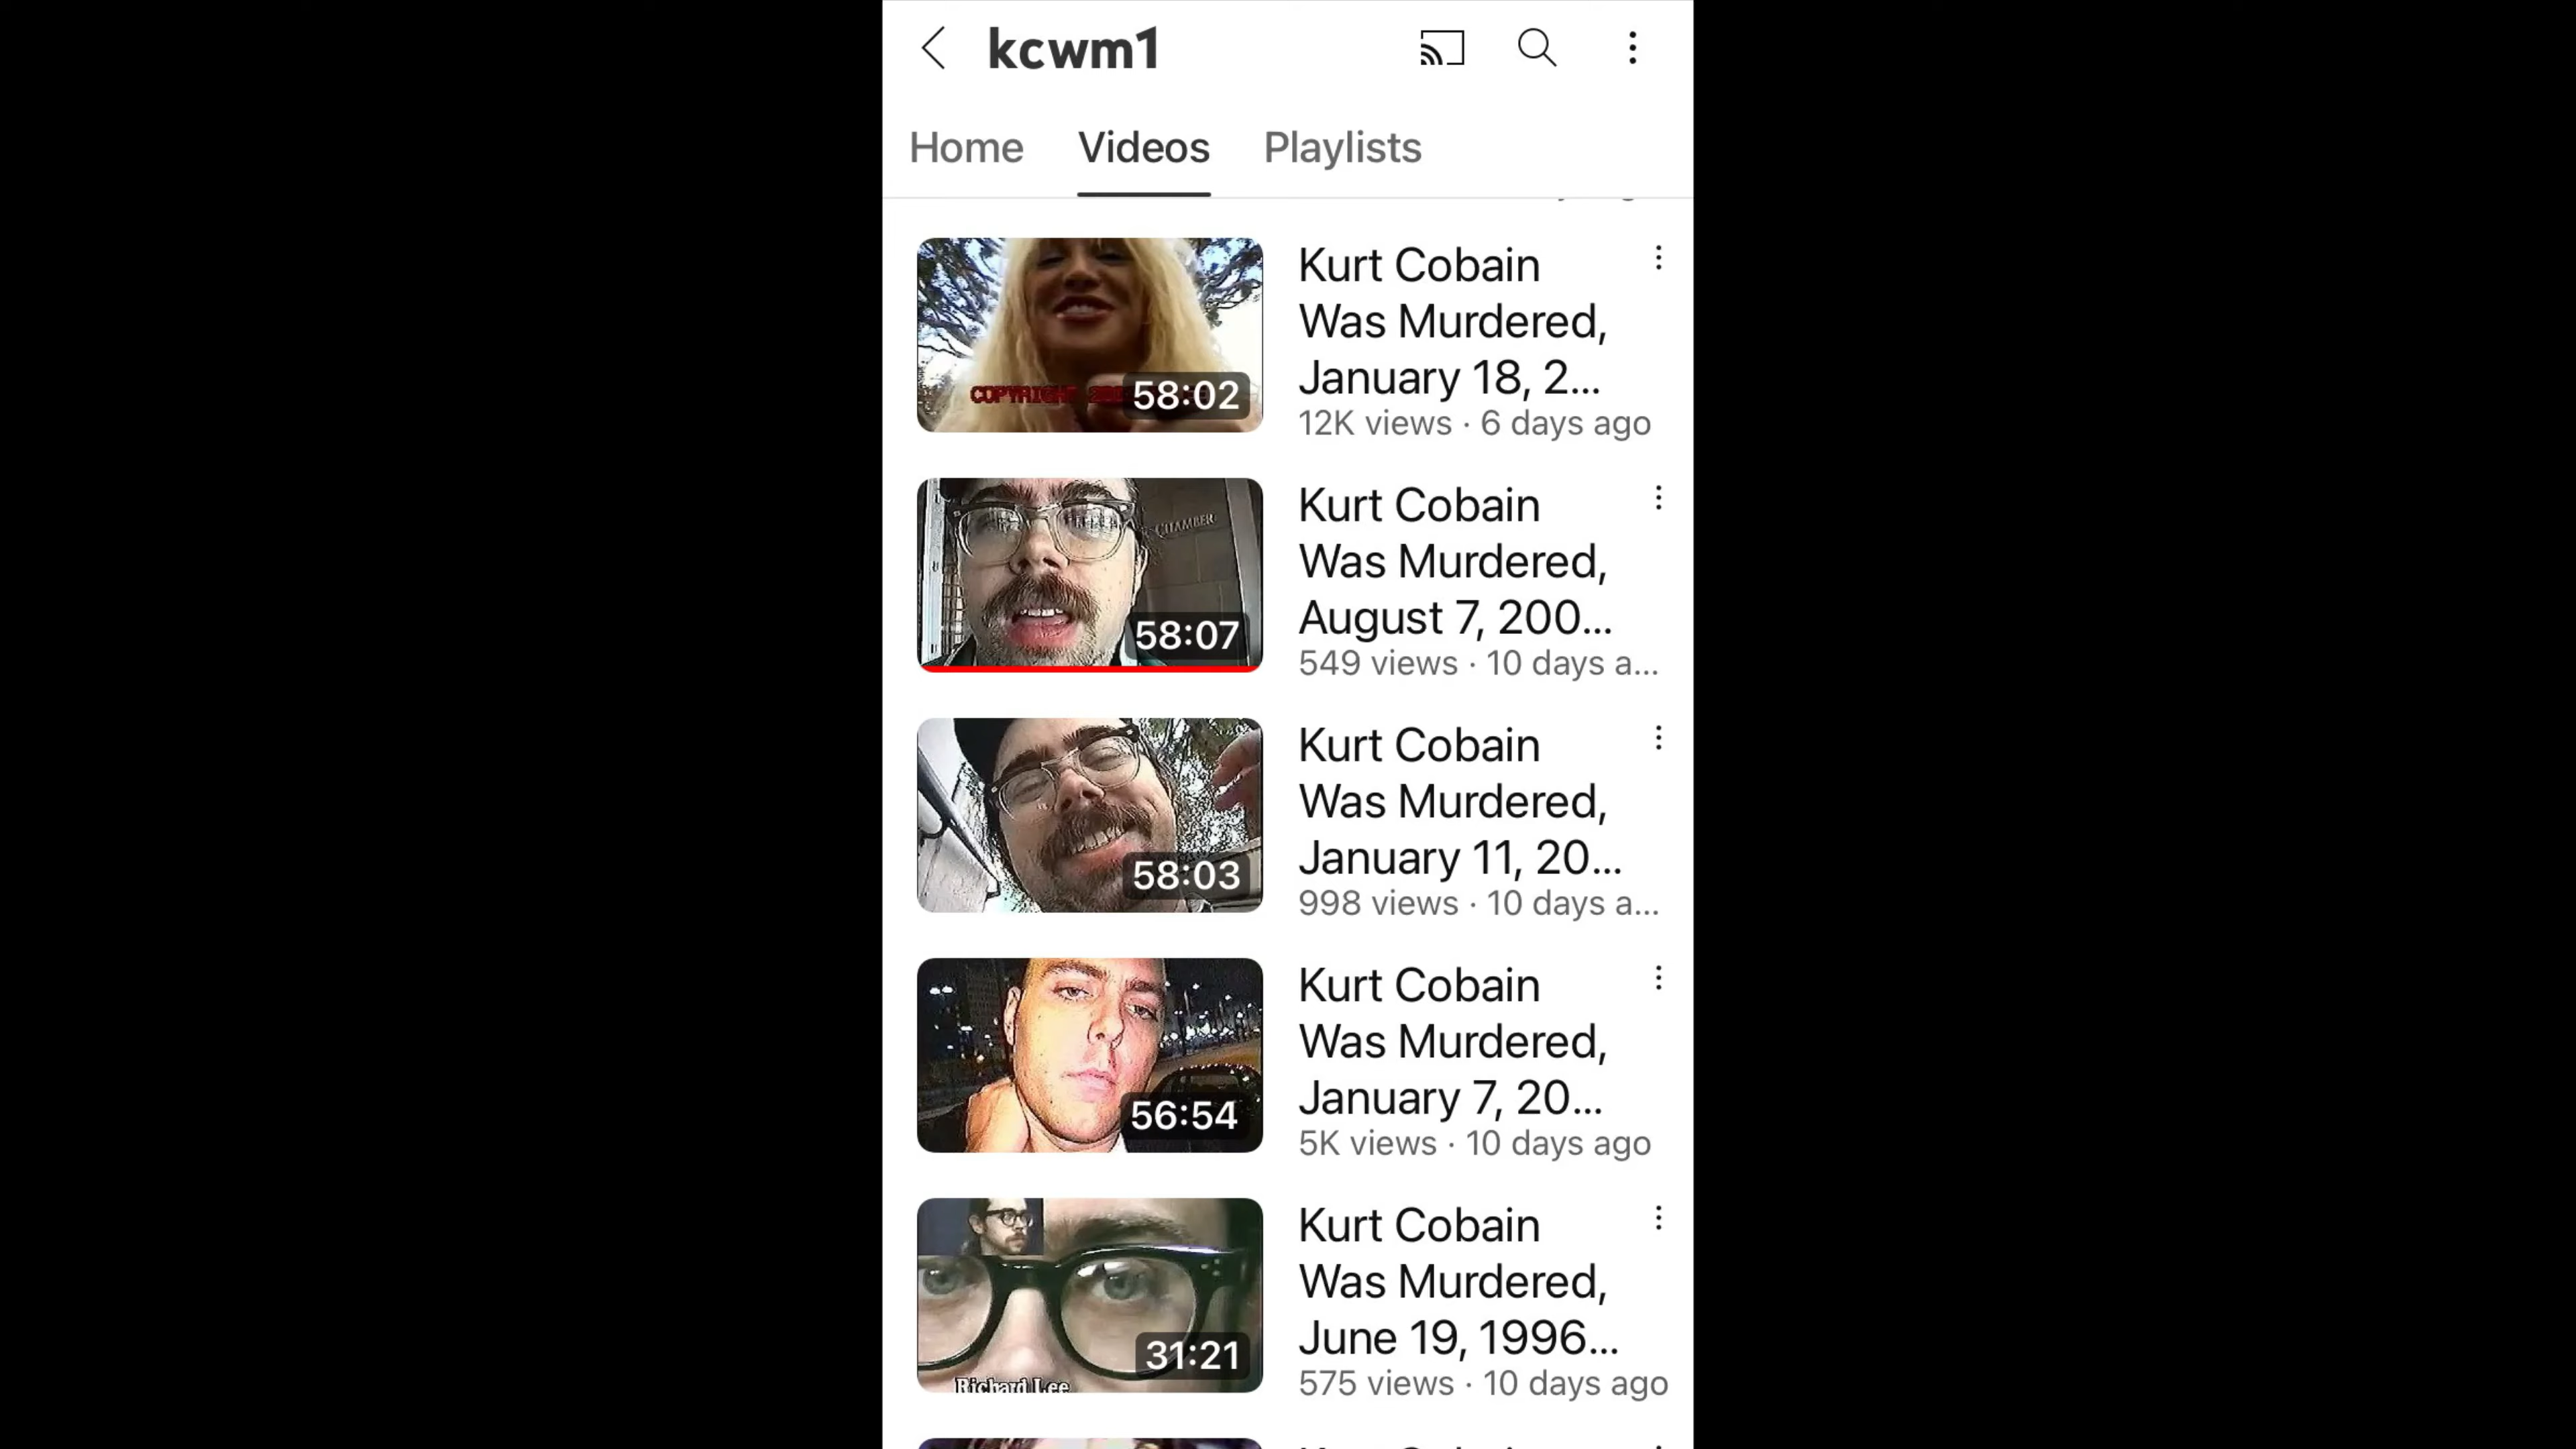 kcwm1
Home Videos Playlists
58:02
Kurt Cobain
Was Murdered,
January 18, 2...
12K views · 6 days ago
COPYRIGHT
CHAMBER
58:07
Kurt Cobain
Was Murdered,
August 7, 200...
549 views · 10 days a...
58:03
Kurt Cobain
Was Murdered,
January 11, 20...
998 views · 10 days a...
56:54
Kurt Cobain
Was Murdered,
January 7, 20...
5K views · 10 days ago
31:21
Richard Lee
Kurt Cobain
Was Murdered,
June 19, 1996...
575 views · 10 days ago